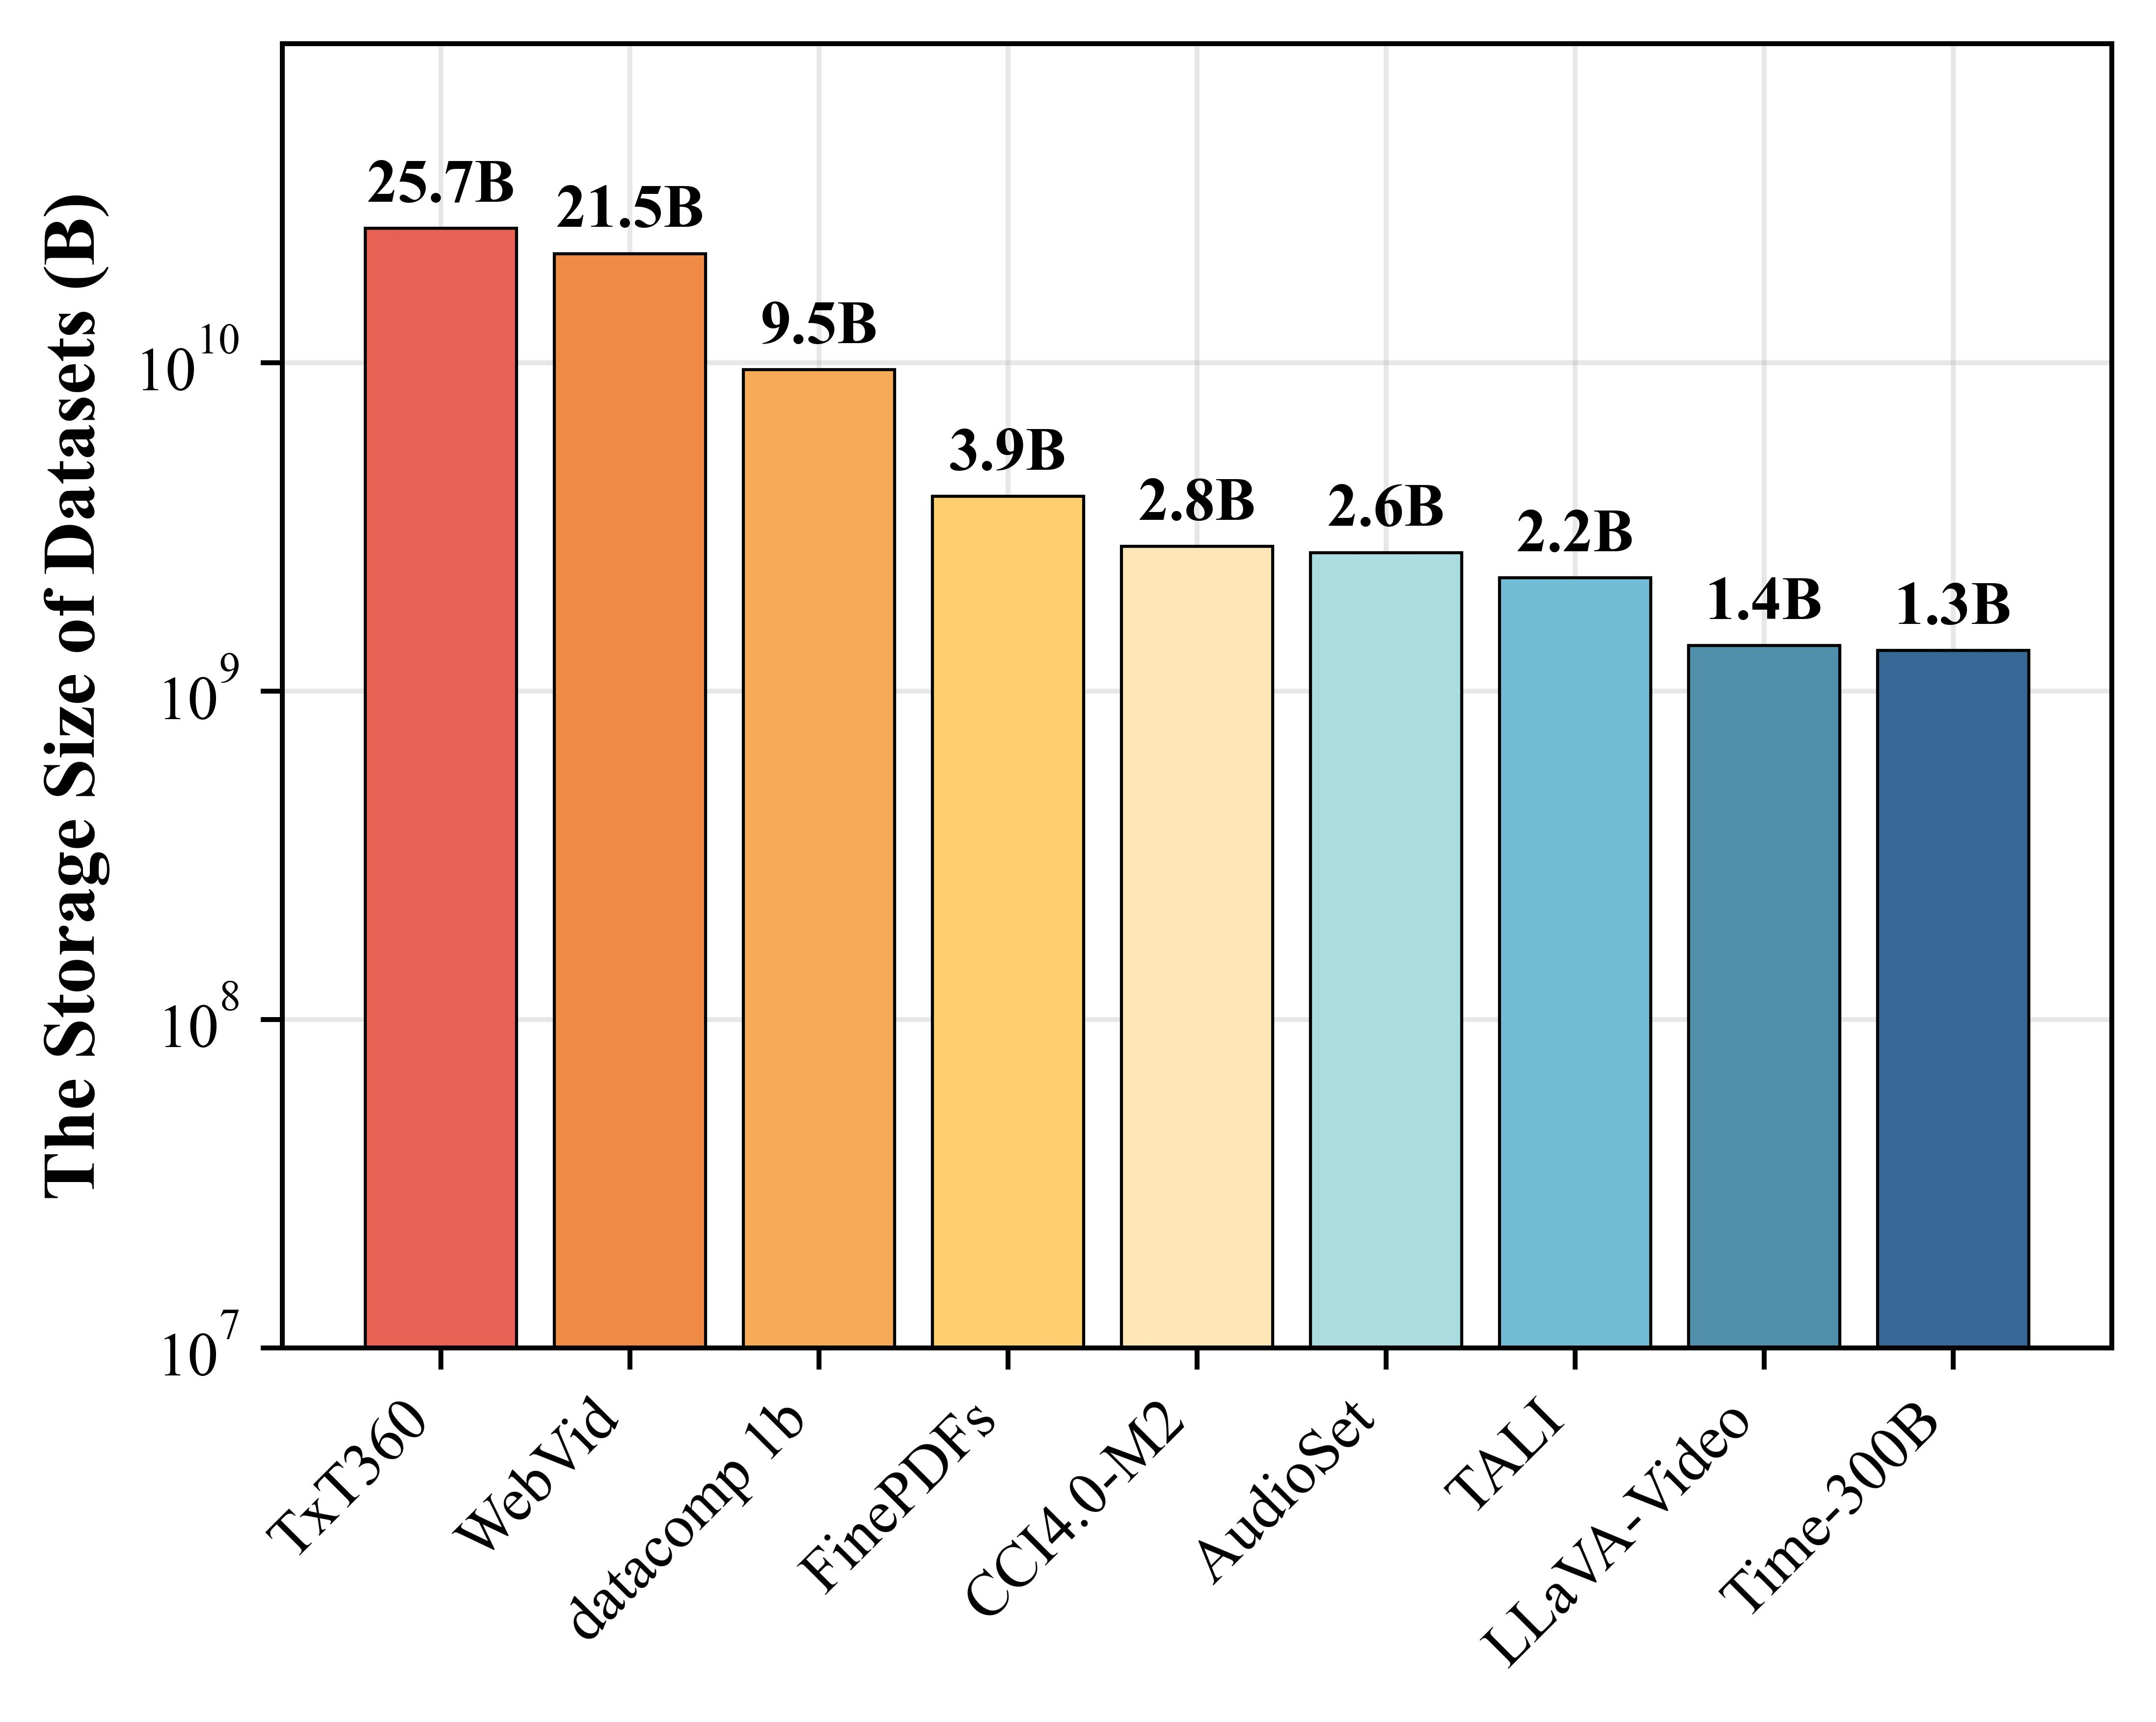 The Storage Size of Datasets (B)
10^10
10^9
10^8
10^7
25.7B
21.5B
9.5B
3.9B
2.8B
2.6B
2.2B
1.4B
1.3B
TxT360
WebVid
datacomp 1b
FinePDFs
CCI4.0-M2
AudioSet
TALI
LLaVA-Video
Time-300B